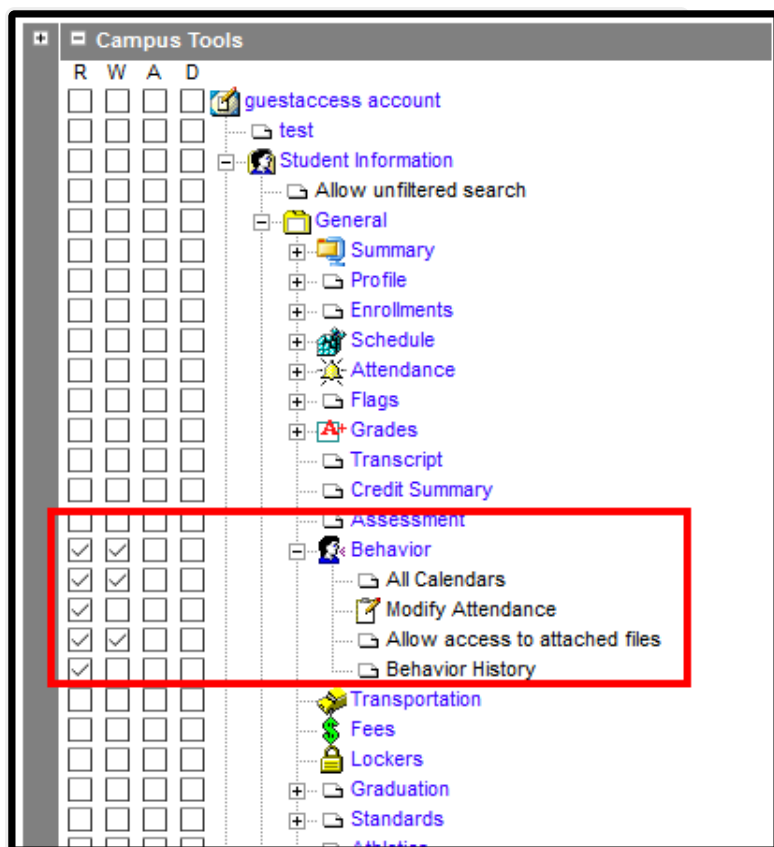 Campus Tools
R W A D
guestaccess account
test
Student Information
Allow unfiltered search
General
Summary
Profile
Enrollments
Schedule
Attendance
Flags
Grades
Transcript
Credit Summary
Assessment
Behavior
All Calendars
Modify Attendance
Allow access to attached files
Behavior History
Transportation
Fees
Lockers
Graduation
Standards
Athletics